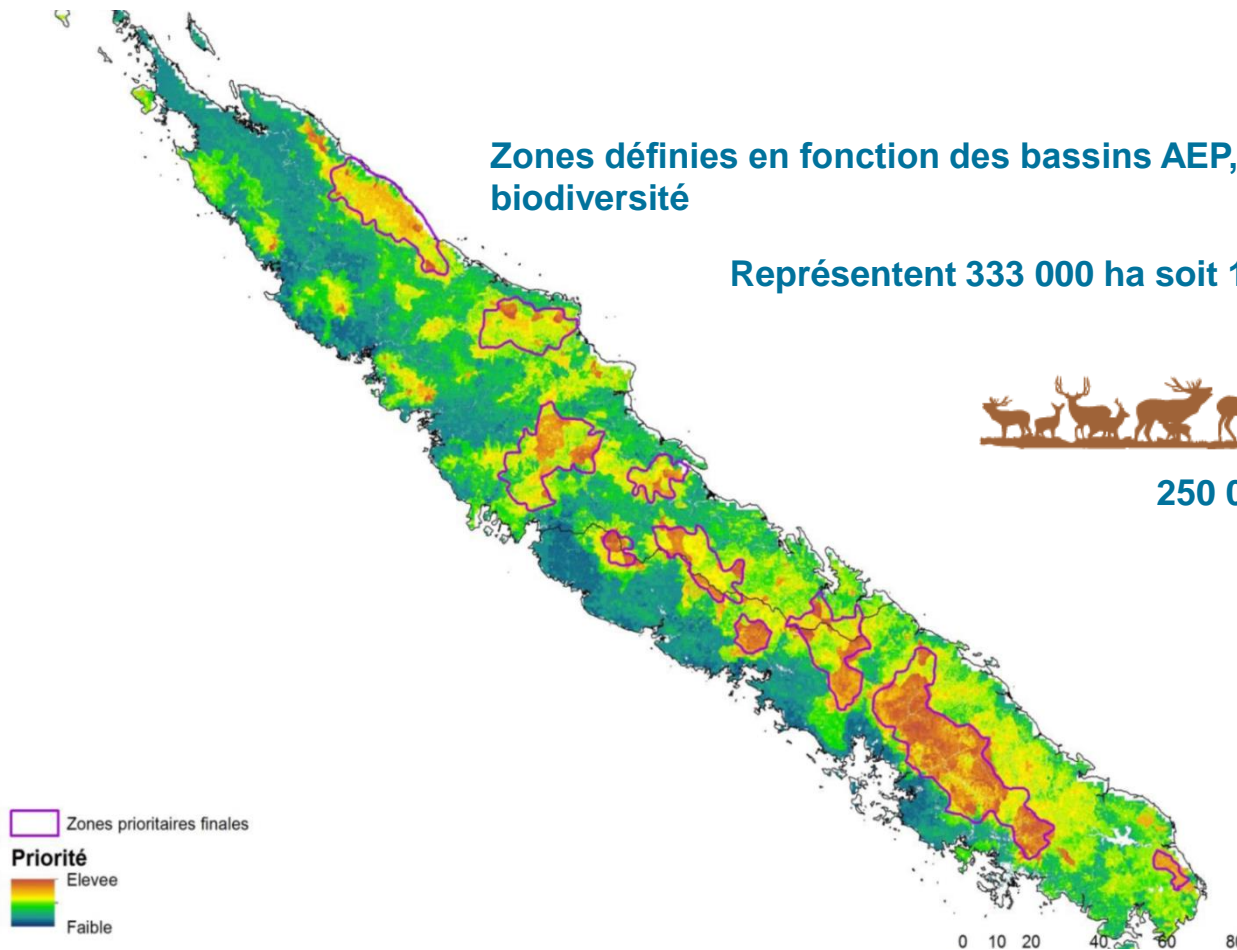 Zones définies en fonction des bassins AEP,
biodiversité
Représentent 333 000 ha soit 1
250 0
Zones prioritaires finales
Priorité
Elevee
Faible
0 10 20 40 60 80